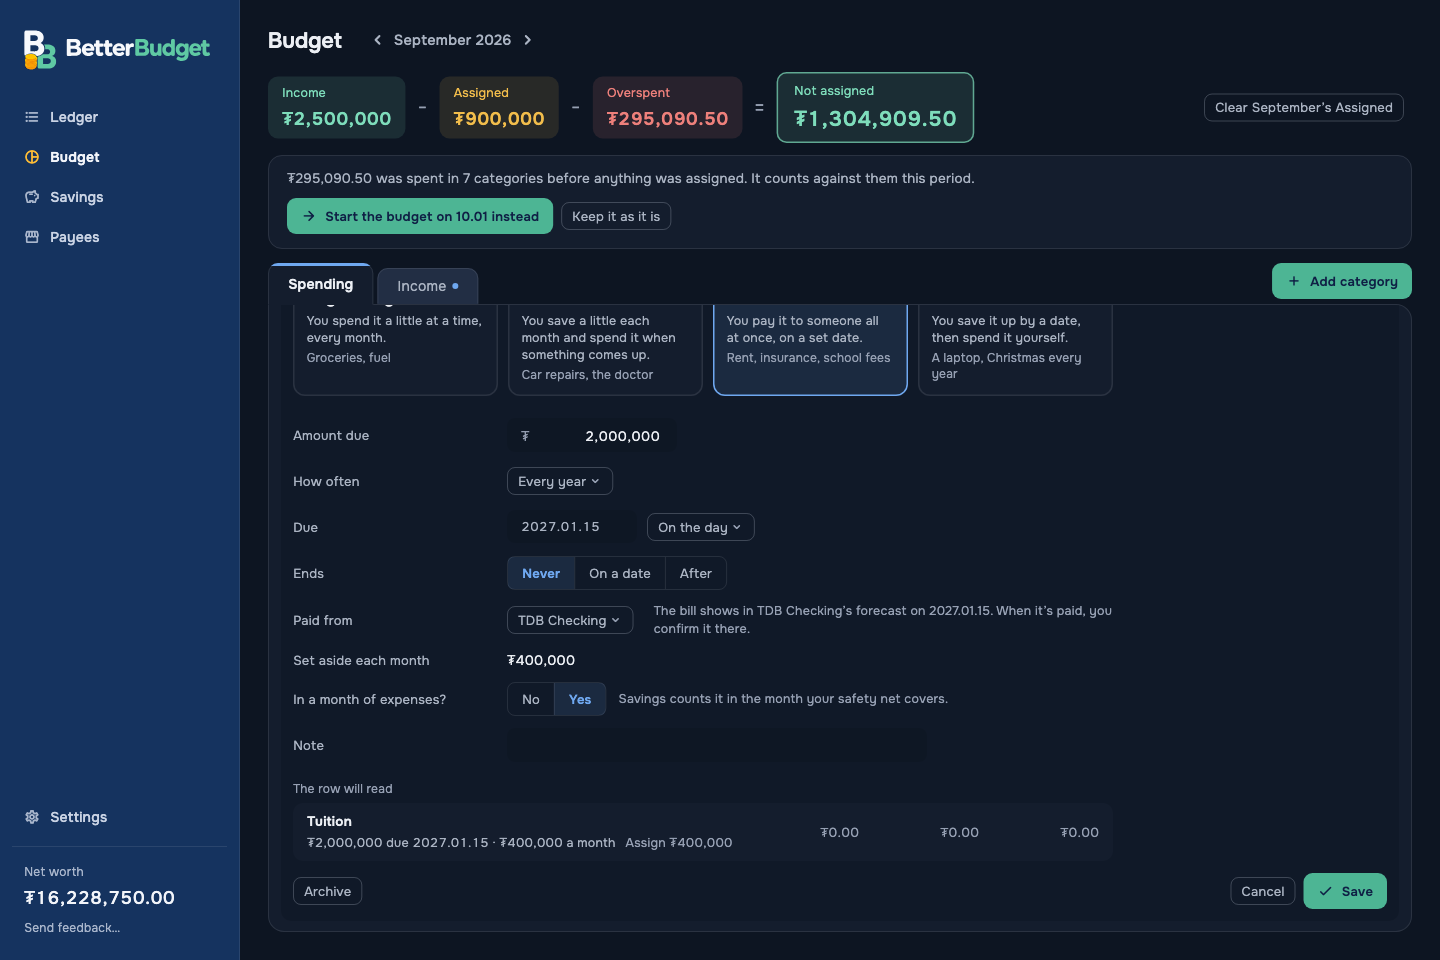 BetterBudget
Ledger
Budget
Savings
Payees
Settings
Net worth
₮16,228,750.00
Send feedback...
Budget
September 2026
Income
₮2,500,000
-
Assigned
₮900,000
-
Overspent
₮295,090.50
=
Not assigned
₮1,304,909.50
Clear September's Assigned
₮295,090.50 was spent in 7 categories before anything was assigned. It counts against them this period.
Start the budget on 10.01 instead
Keep it as it is
Spending
Income
+ Add category
You spend it a little at a time,
every month.
Groceries, fuel
You save a little each
month and spend it when
something comes up.
Car repairs, the doctor
You pay it to someone all
at once, on a set date.
Rent, insurance, school fees
You save it up by a date,
then spend it yourself.
A laptop, Christmas every
year
Amount due
₮ 2,000,000
How often
Every year
Due
2027.01.15
On the day
Ends
Never
On a date
After
Paid from
TDB Checking
The bill shows in TDB Checking's forecast on 2027.01.15. When it's paid, you
confirm it there.
Set aside each month
₮400,000
In a month of expenses?
No
Yes
Savings counts it in the month your safety net covers.
Note
The row will read
Tuition
₮2,000,000 due 2027.01.15 · ₮400,000 a month Assign ₮400,000
₮0.00
₮0.00
₮0.00
Archive
Cancel
Save